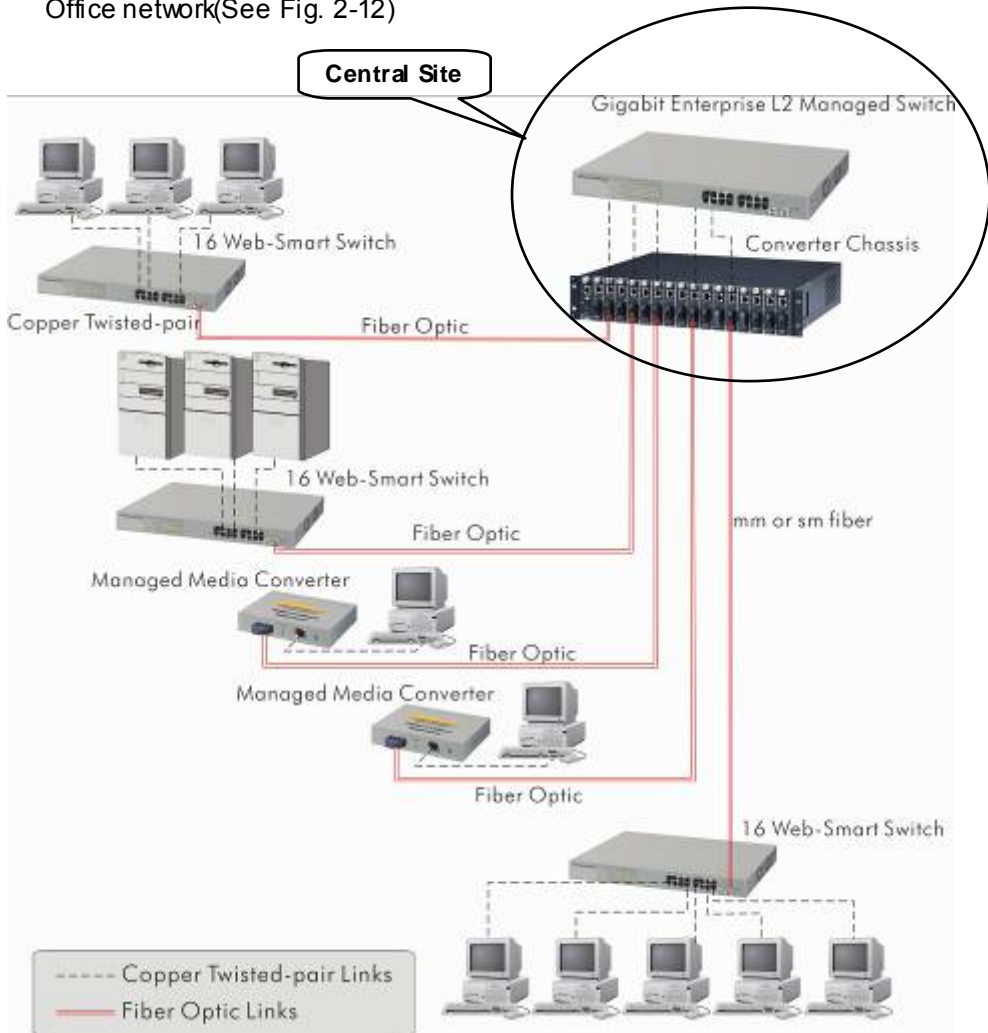 Office network(See Fig. 2-12)
Central Site
Gigabit Enterprise L2 Managed Switch
16 Web-Smart Switch
Converter Chassis
Copper Twisted-pair
Fiber Optic
16 Web-Smart Switch
Fiber Optic
mm or sm fiber
Managed Media Converter
Fiber Optic
Managed Media Converter
Fiber Optic
16 Web-Smart Switch
Copper Twisted-pair Links
Fiber Optic Links